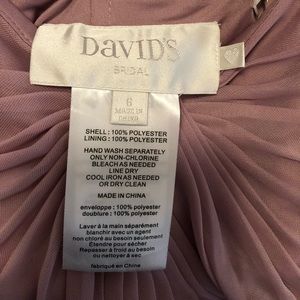 DAVID'S
BRIDAL
6
MADE IN
CHINA
SHELL : 100% POLYESTER
LINING : 100% POLYESTER
HAND WASH SEPARATELY
ONLY NON-CHLORINE
BLEACH AS NEEDED
LINE DRY
COOL IRON AS NEEDED
OR DRY CLEAN
MADE IN CHINA
enveloppe : 100% polyester
doublure : 100% polyester
Laver à la main séparément
blanchir avec un agent
non chloré au besoin seulement
Étendre pour sécher
Repasser à froid au besoin
ou nettoyer à sec
fabriqué en Chine